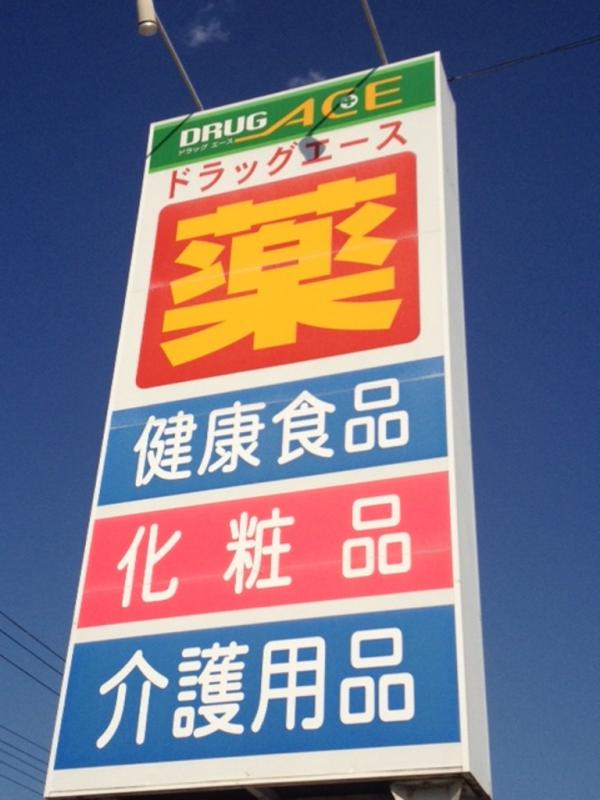 DRUG ACE
ドラッグ エース
ドラッグエース
薬
健康食品
化粧品
介護用品